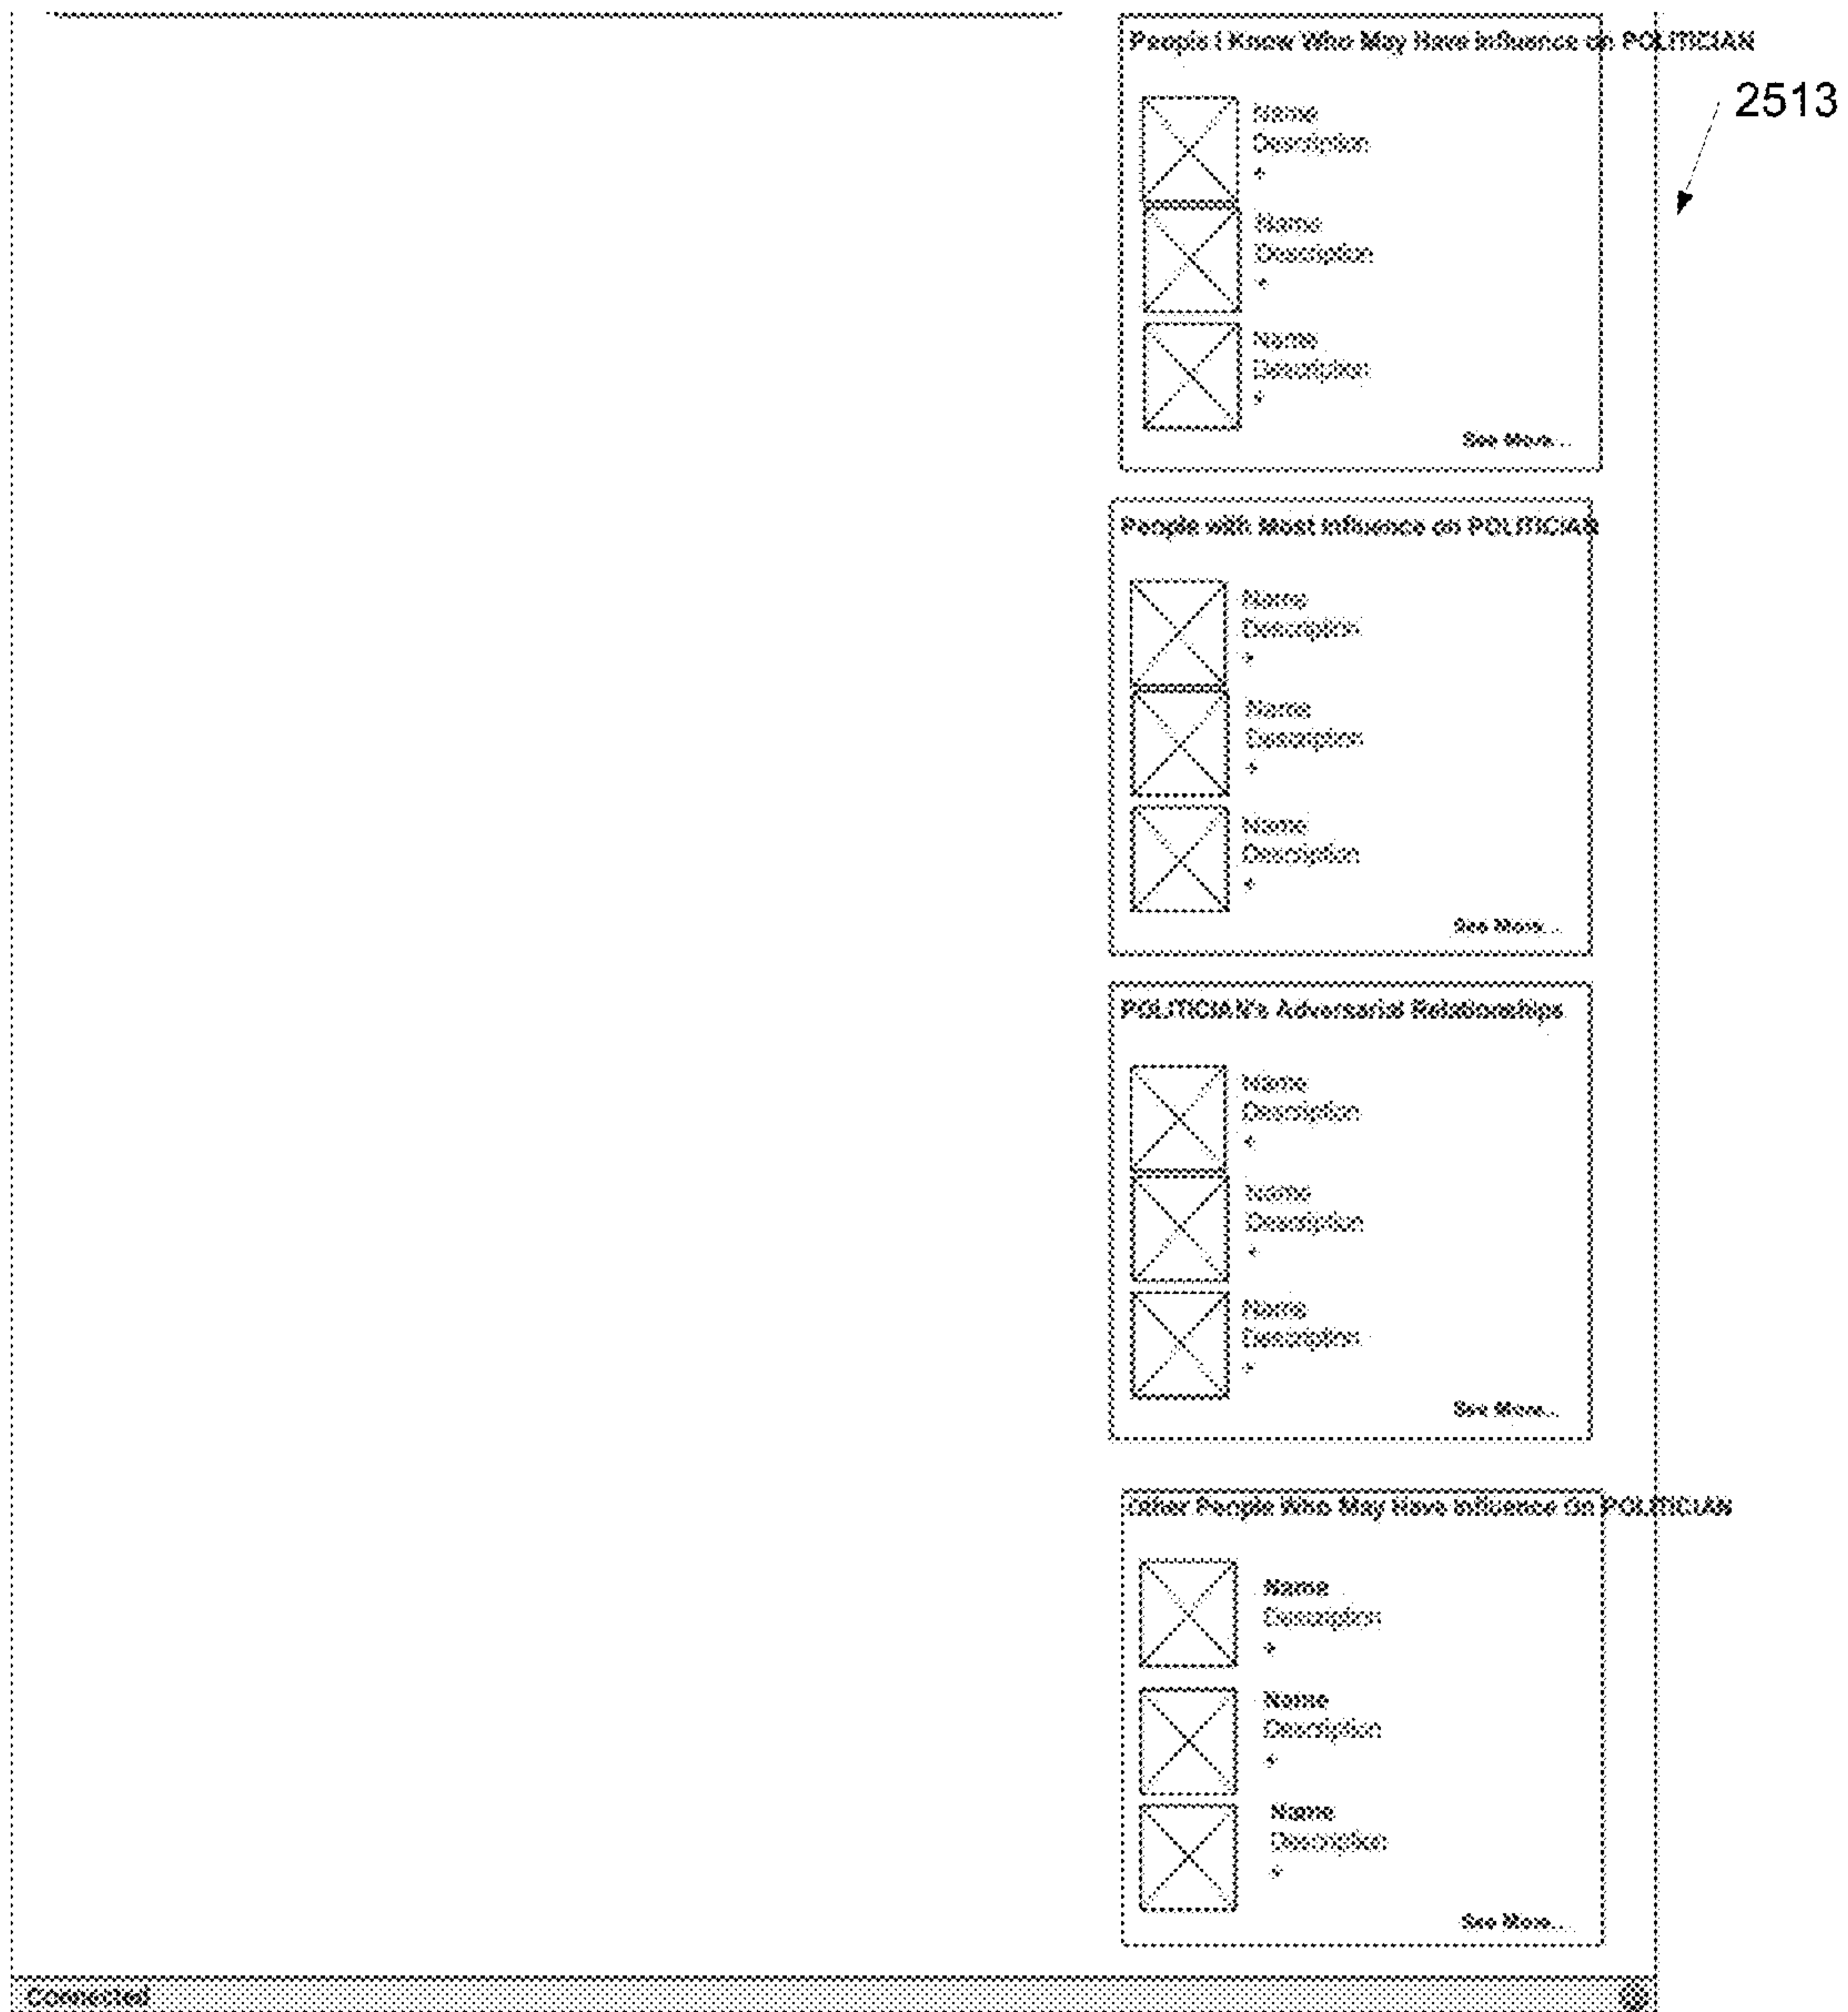 People I Know Who May Have Influence on POLITICIAN
2513
Name
Description
+
Name
Description
+
Name
Description
+
See More...
People with Most Influence on POLITICIAN
Name
Description
+
Name
Description
+
Name
Description
+
See More...
POLITICIAN's Adversarial Relationships
Name
Description
+
Name
Description
+
Name
Description
+
See More...
Other People Who May Have Influence On POLITICIAN
Name
Description
+
Name
Description
+
Name
Description
+
See More...
Connected